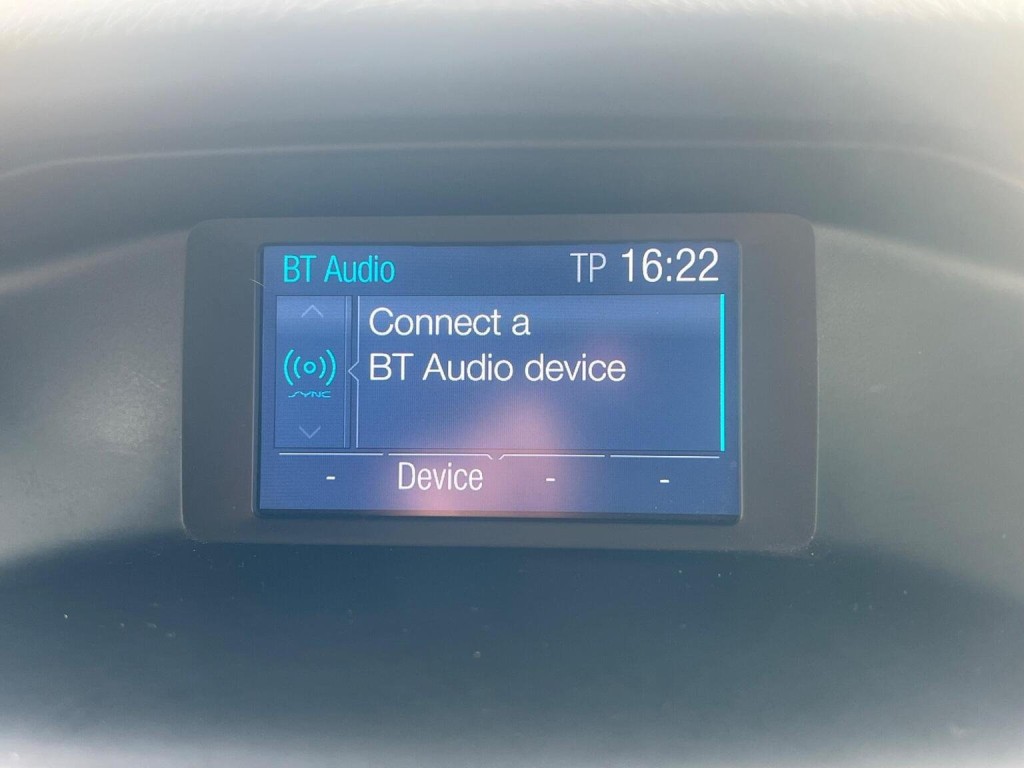 BT Audio TP 16:22
Connect a
BT Audio device
SYNC
- Device - -